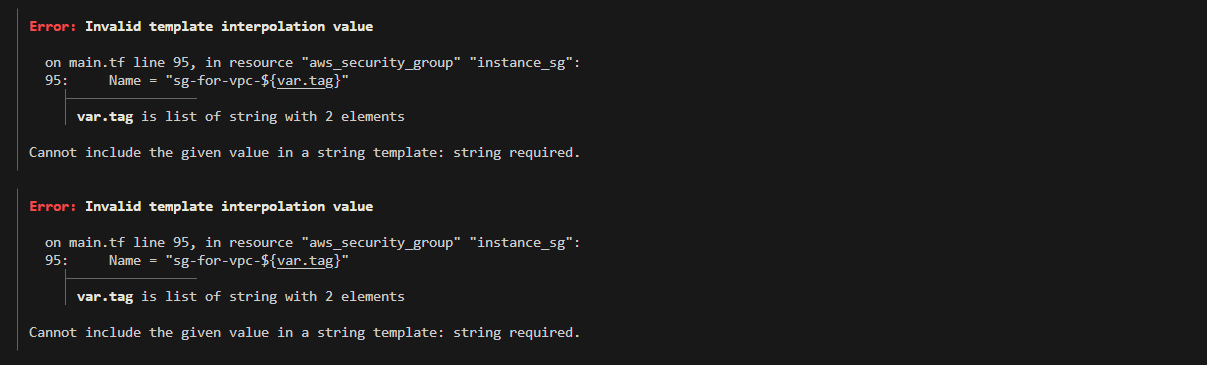 Error: Invalid template interpolation value
on main.tf line 95, in resource "aws_security_group" "instance_sg":
95:     Name = "sg-for-vpc-${var.tag}"
var.tag is list of string with 2 elements
Cannot include the given value in a string template: string required.
Error: Invalid template interpolation value
on main.tf line 95, in resource "aws_security_group" "instance_sg":
95:     Name = "sg-for-vpc-${var.tag}"
var.tag is list of string with 2 elements
Cannot include the given value in a string template: string required.